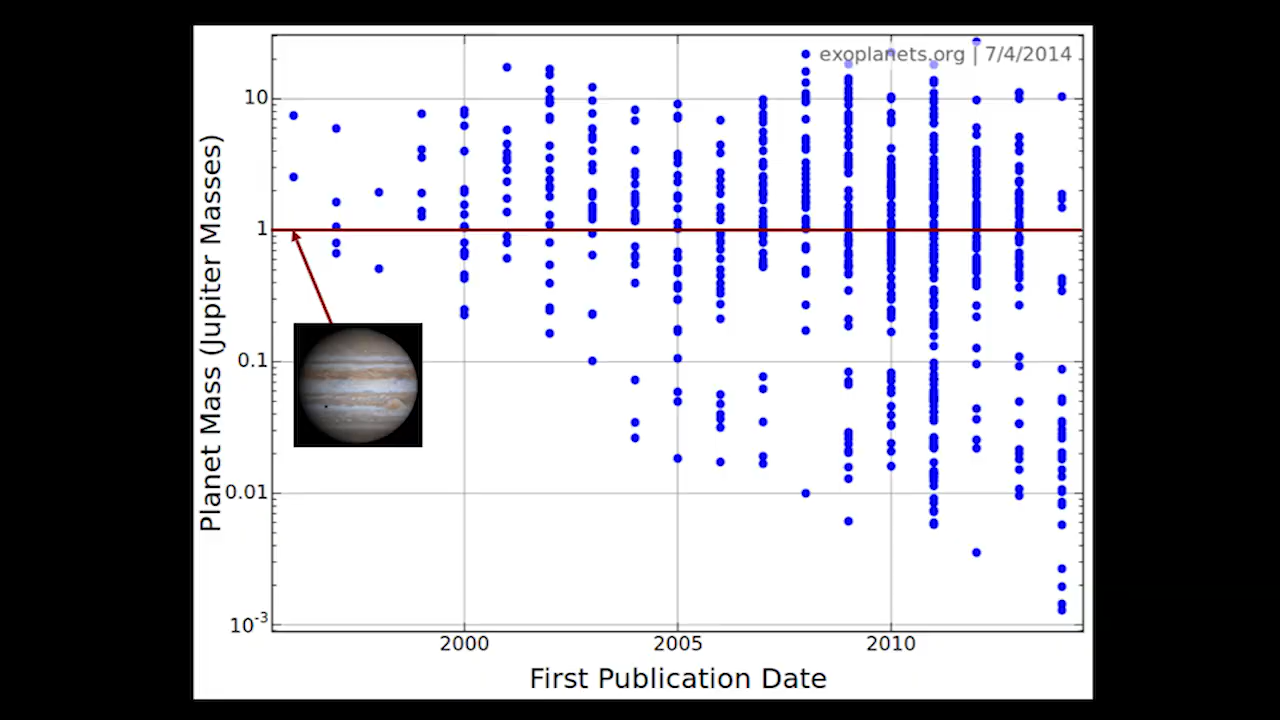 exoplanets.org | 7/4/2014
Planet Mass (Jupiter Masses)
10
1
0.1
0.01
10-3
2000 2005 2010
First Publication Date